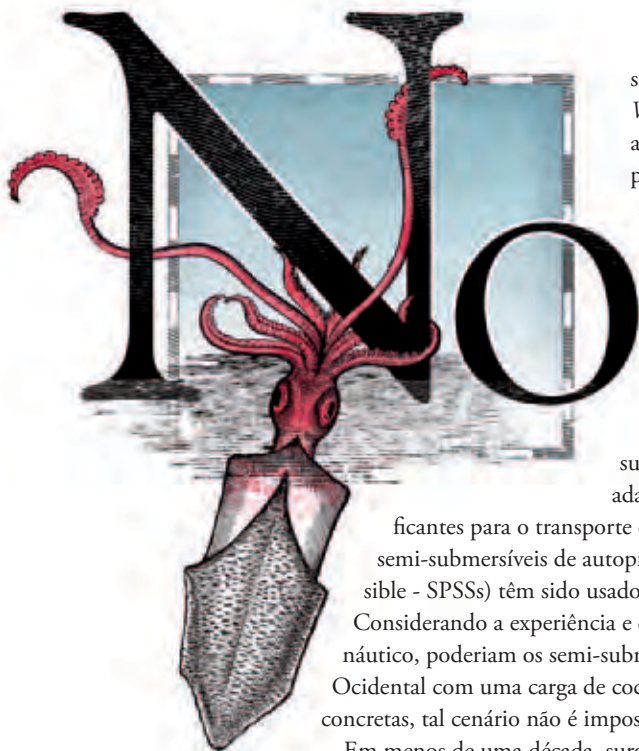 No
s
V
a
p
su
ada
ficantes para o transporte
semi-submersíveis de autopr
sible - SPSSs) têm sido usado
Considerando a experiência e
náutico, poderiam os semi-subm
Ocidental com uma carga de coc
concretas, tal cenário não é impos